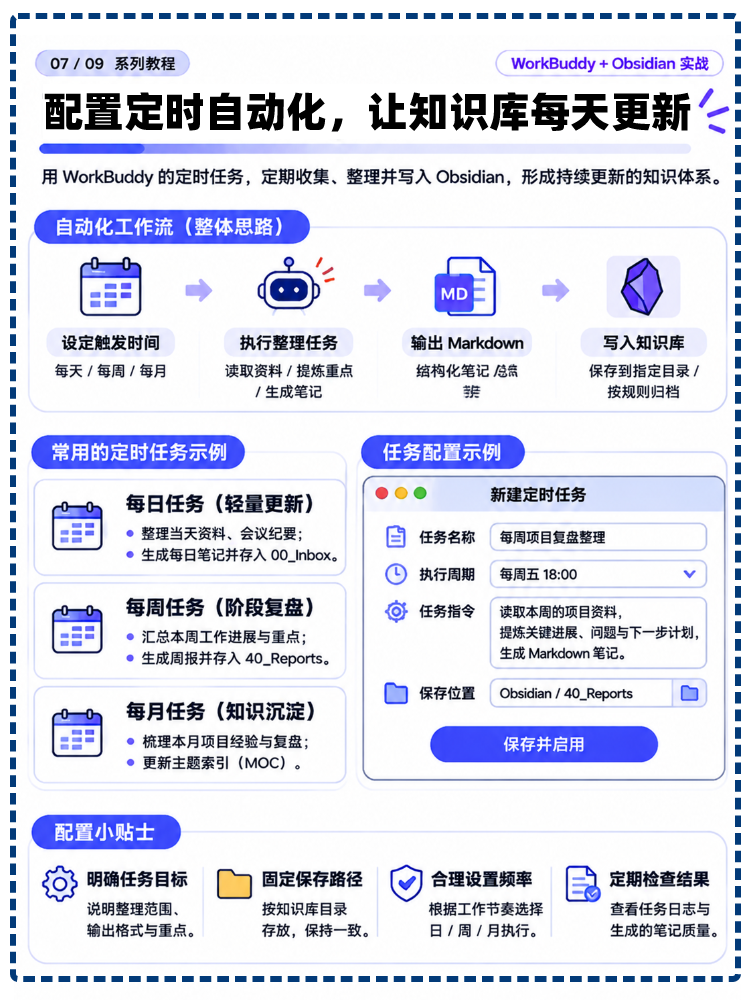 07 / 09 系列教程
WorkBuddy + Obsidian 实战
配置定时自动化，让知识库每天更新
用 WorkBuddy 的定时任务，定期收集、整理并写入 Obsidian，形成持续更新的知识体系。
自动化工作流（整体思路）
MD
设定触发时间
每天 / 每周 / 每月
执行整理任务
读取资料 / 提炼重点
/ 生成笔记
输出 Markdown
结构化笔记 /
写入知识库
保存到指定目录 /
按规则归档
常用的定时任务示例
每日任务（轻量更新）
• 整理当天资料、会议纪要；
• 生成每日笔记并存入 00_Inbox。
每周任务（阶段复盘）
• 汇总本周工作进展与重点；
• 生成周报并存入 40_Reports。
每月任务（知识沉淀）
• 梳理本月项目经验与复盘；
• 更新主题索引（MOC）。
任务配置示例
新建定时任务
任务名称
每周项目复盘整理
执行周期
每周五 18:00
任务指令
读取本周的项目资料，
提炼关键进展、问题与下一步计划，
生成 Markdown 笔记。
保存位置
Obsidian / 40_Reports
保存并启用
配置小贴士
明确任务目标
说明整理范围、
输出格式与重点。
固定保存路径
按知识库目录
存放，保持一致。
合理设置频率
根据工作节奏选择
日 / 周 / 月执行。
定期检查结果
查看任务日志与
生成的笔记质量。